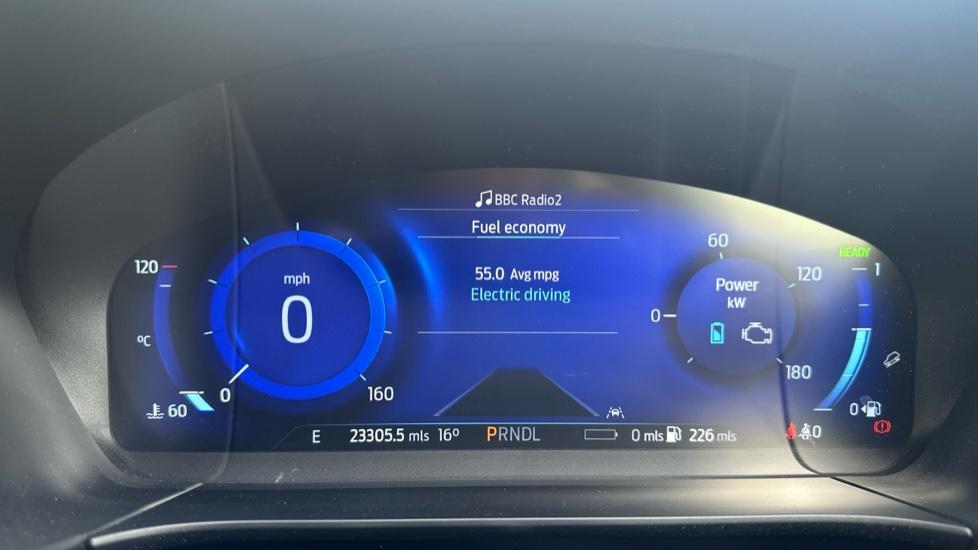 BBC Radio2
Fuel economy
55.0 Avg mpg
Electric driving
120
°C
60
mph
0
0
160
60
Power
kW
0
120
180
READY
1
0
E 23305.5 mls 16° PRNDL 0 mls 226 mls 0